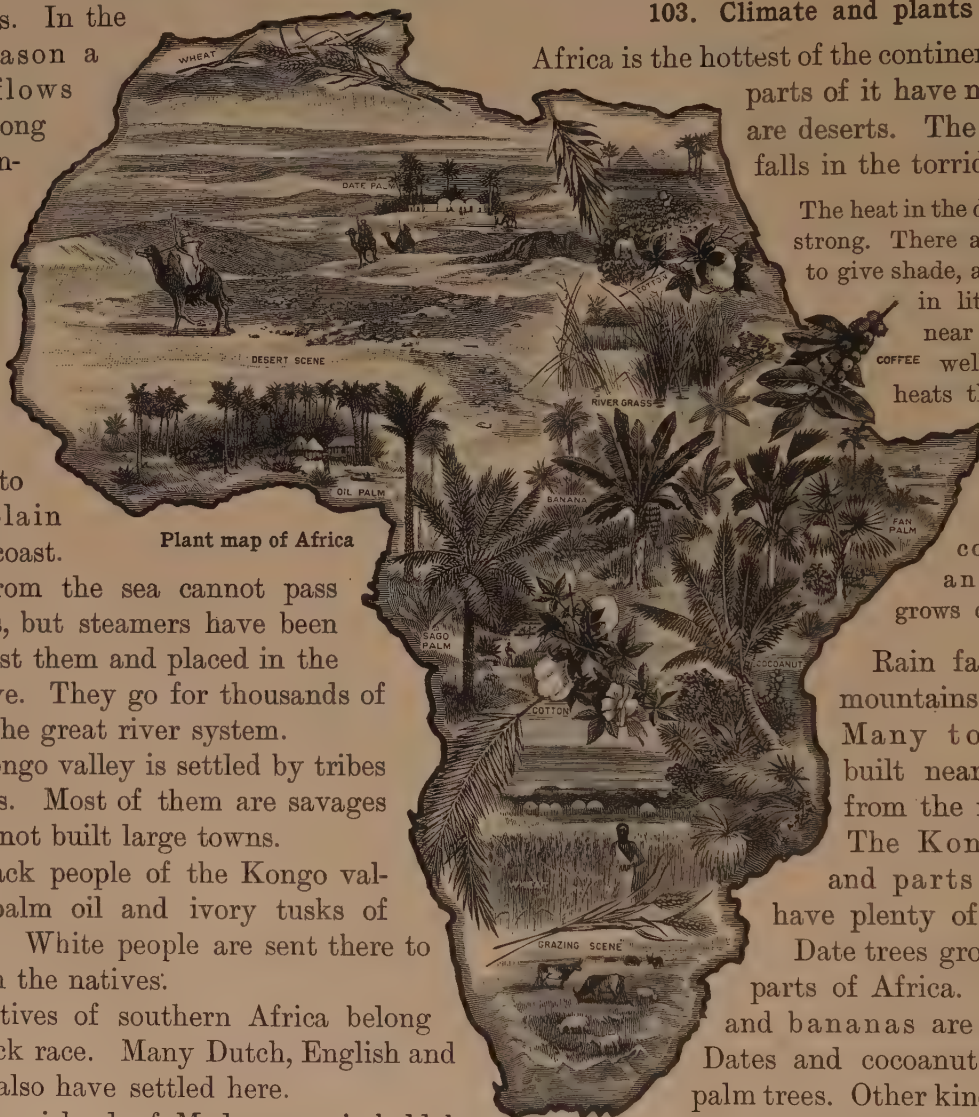 s. In the
ason a
flows
ong
n-
to
lain
coast.
Plant map of Africa
rom the sea cannot pass
s, but steamers have been
st them and placed in the
ve. They go for thousands of
he great river system.
ongo valley is settled by tribes
s. Most of them are savages
not built large towns.
ack people of the Kongo val-
palm oil and ivory tusks of
White people are sent there to
n the natives.
tives of southern Africa belong
ck race. Many Dutch, English and
also have settled here.
WHEAT
DATE PALM
COTTON
DESERT SCENE
COFFEE
RIVER GRASS
OIL PALM
BANANA
FAN
PALM
SAGO
PALM
COCOANUT
COTTON
GRAZING SCENE
103. Climate and plants
Africa is the hottest of the continen
parts of it have n
are deserts. The
falls in the torrid
The heat in the d
strong. There a
to give shade, a
in lit
near
wel
heats t
co
an
grows o
Rain fa
mountains
Many to
built near
from the
The Kon
and parts
have plenty of
Date trees gro
parts of Africa.
and bananas are
Dates and cocoanut
palm trees. Other kin